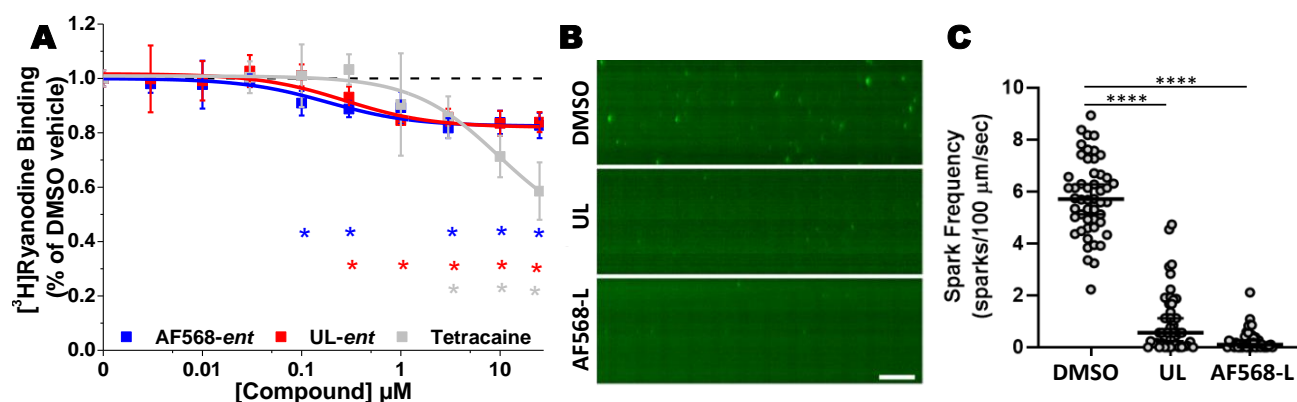 A
[³H]Ryanodine Binding
(% of DMSO vehicle)
1.2
1.0
0.8
0.6
0.4
0.2
0.0
* * * * *
* * * * *
* * *
AF568-ent UL-ent Tetracaine
0 0.01 0.1 1 10
[Compound] µM
B
DMSO
UL
AF568-L
C
Spark Frequency
(sparks/100 µm/sec)
10
8
6
4
2
0
****
****
DMSO UL AF568-L